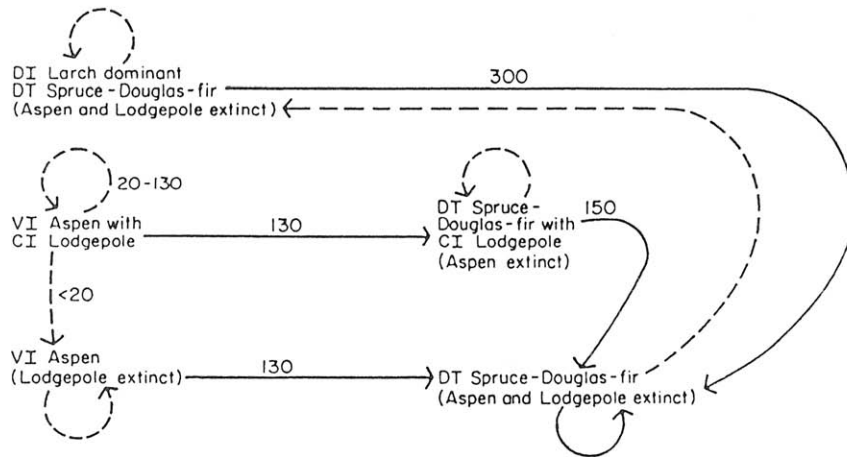 DI Larch dominant
DT Spruce-Douglas-fir
(Aspen and Lodgepole extinct)
300
20-130
VI Aspen with
CI Lodgepole
130
DT Spruce-
Douglas-fir with
CI Lodgepole
(Aspen extinct)
150
<20
VI Aspen
(Lodgepole extinct)
130
DT Spruce-Douglas-fir
(Aspen and Lodgepole extinct)